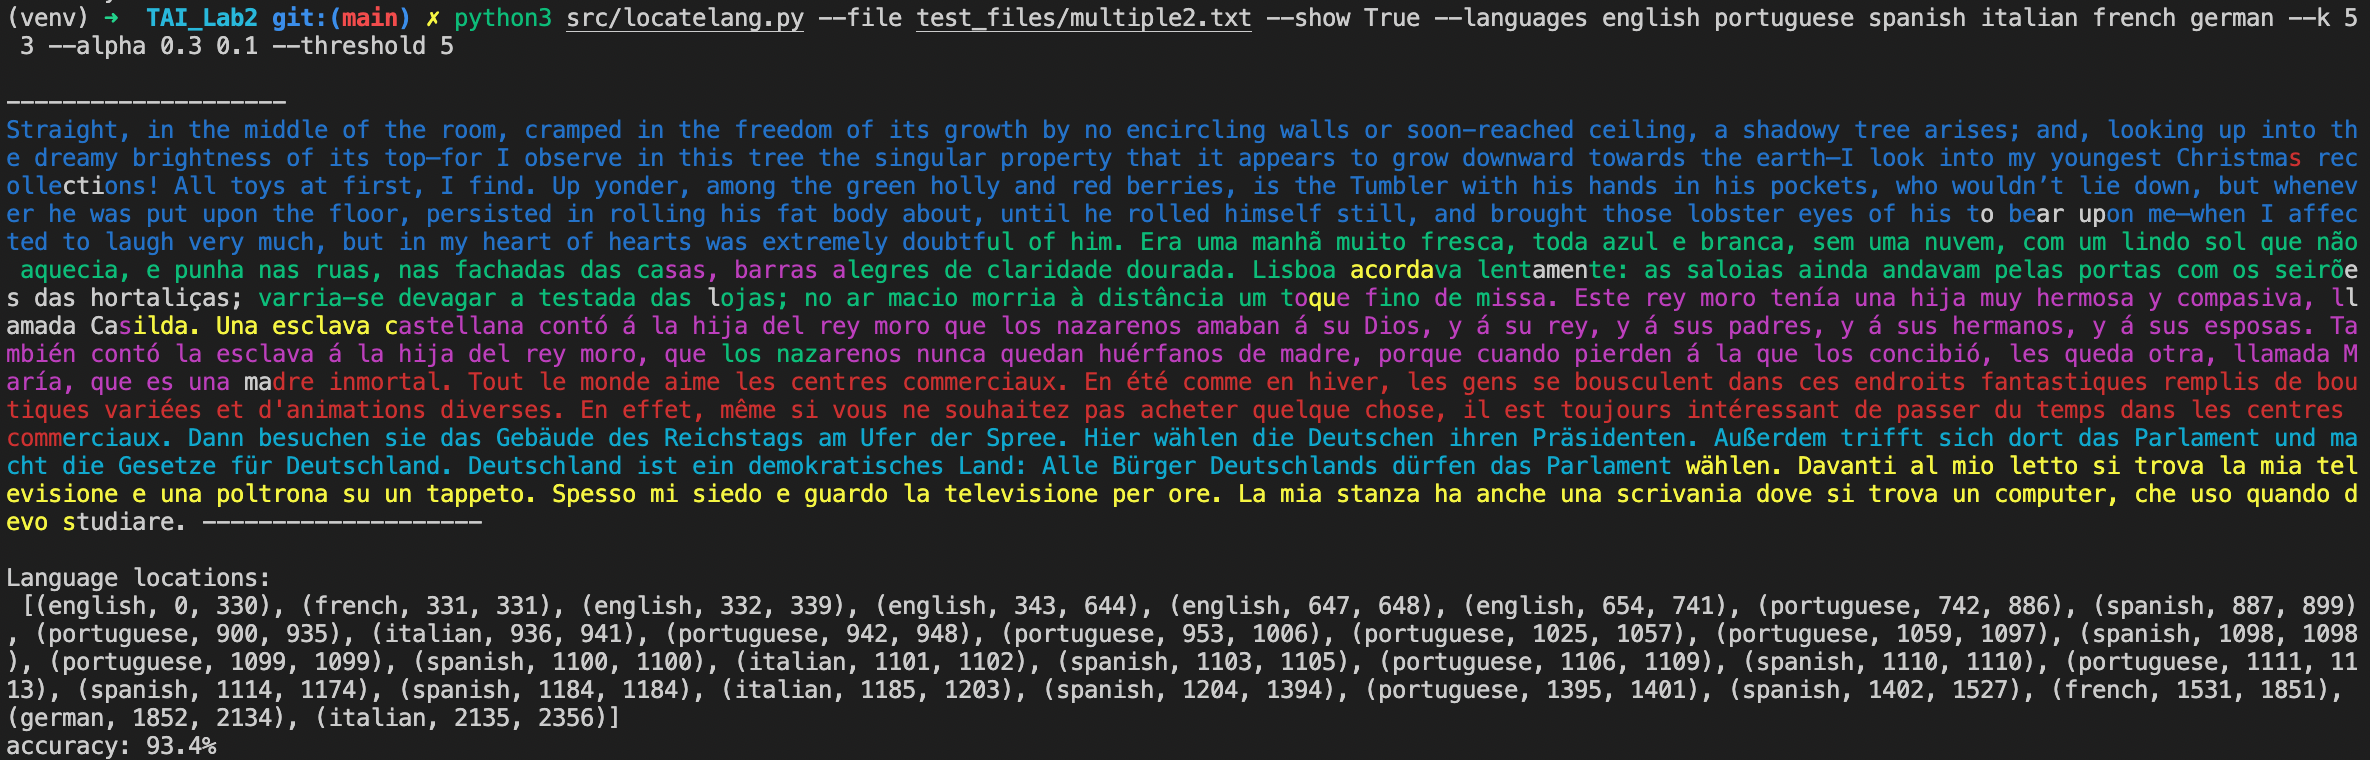 (venv) ➜  TAI_Lab2 git:(main) ✗ python3 src/locatelang.py --file test_files/multiple2.txt --show True --languages english portuguese spanish italian french german --k 5
 3 --alpha 0.3 0.1 --threshold 5
--------------------
Straight, in the middle of the room, cramped in the freedom of its growth by no encircling walls or soon-reached ceiling, a shadowy tree arises; and, looking up into th
e dreamy brightness of its top—for I observe in this tree the singular property that it appears to grow downward towards the earth—I look into my youngest Christmas rec
ollections! All toys at first, I find. Up yonder, among the green holly and red berries, is the Tumbler with his hands in his pockets, who wouldn’t lie down, but whenev
er he was put upon the floor, persisted in rolling his fat body about, until he rolled himself still, and brought those lobster eyes of his to bear upon me—when I affec
ted to laugh very much, but in my heart of hearts was extremely doubtful of him. Era uma manhã muito fresca, toda azul e branca, sem uma nuvem, com um lindo sol que não
 aquecia, e punha nas ruas, nas fachadas das casas, barras alegres de claridade dourada. Lisboa acordava lentamente: as saloias ainda andavam pelas portas com os seirõe
s das hortaliças; varria-se devagar a testada das lojas; no ar macio morria à distância um toque fino de missa. Este rey moro tenía una hija muy hermosa y compasiva, ll
amada Casilda. Una esclava castellana contó á la hija del rey moro que los nazarenos amaban á su Dios, y á su rey, y á sus padres, y á sus hermanos, y á sus esposas. Ta
mbién contó la esclava á la hija del rey moro, que los nazarenos nunca quedan huérfanos de madre, porque cuando pierden á la que los concibió, les queda otra, llamada M
aría, que es una madre inmortal. Tout le monde aime les centres commerciaux. En été comme en hiver, les gens se bousculent dans ces endroits fantastiques remplis de bou
tiques variées et d'animations diverses. En effet, même si vous ne souhaitez pas acheter quelque chose, il est toujours intéressant de passer du temps dans les centres
commerciaux. Dann besuchen sie das Gebäude des Reichstags am Ufer der Spree. Hier wählen die Deutschen ihren Präsidenten. Außerdem trifft sich dort das Parlament und ma
cht die Gesetze für Deutschland. Deutschland ist ein demokratisches Land: Alle Bürger Deutschlands dürfen das Parlament wählen. Davanti al mio letto si trova la mia tel
evisione e una poltrona su un tappeto. Spesso mi siedo e guardo la televisione per ore. La mia stanza ha anche una scrivania dove si trova un computer, che uso quando d
evo studiare. --------------------
Language locations:
 [(english, 0, 330), (french, 331, 331), (english, 332, 339), (english, 343, 644), (english, 647, 648), (english, 654, 741), (portuguese, 742, 886), (spanish, 887, 899)
, (portuguese, 900, 935), (italian, 936, 941), (portuguese, 942, 948), (portuguese, 953, 1006), (portuguese, 1025, 1057), (portuguese, 1059, 1097), (spanish, 1098, 1098
), (portuguese, 1099, 1099), (spanish, 1100, 1100), (italian, 1101, 1102), (spanish, 1103, 1105), (portuguese, 1106, 1109), (spanish, 1110, 1110), (portuguese, 1111, 11
13), (spanish, 1114, 1174), (spanish, 1184, 1184), (italian, 1185, 1203), (spanish, 1204, 1394), (portuguese, 1395, 1401), (spanish, 1402, 1527), (french, 1531, 1851),
(german, 1852, 2134), (italian, 2135, 2356)]
accuracy: 93.4%